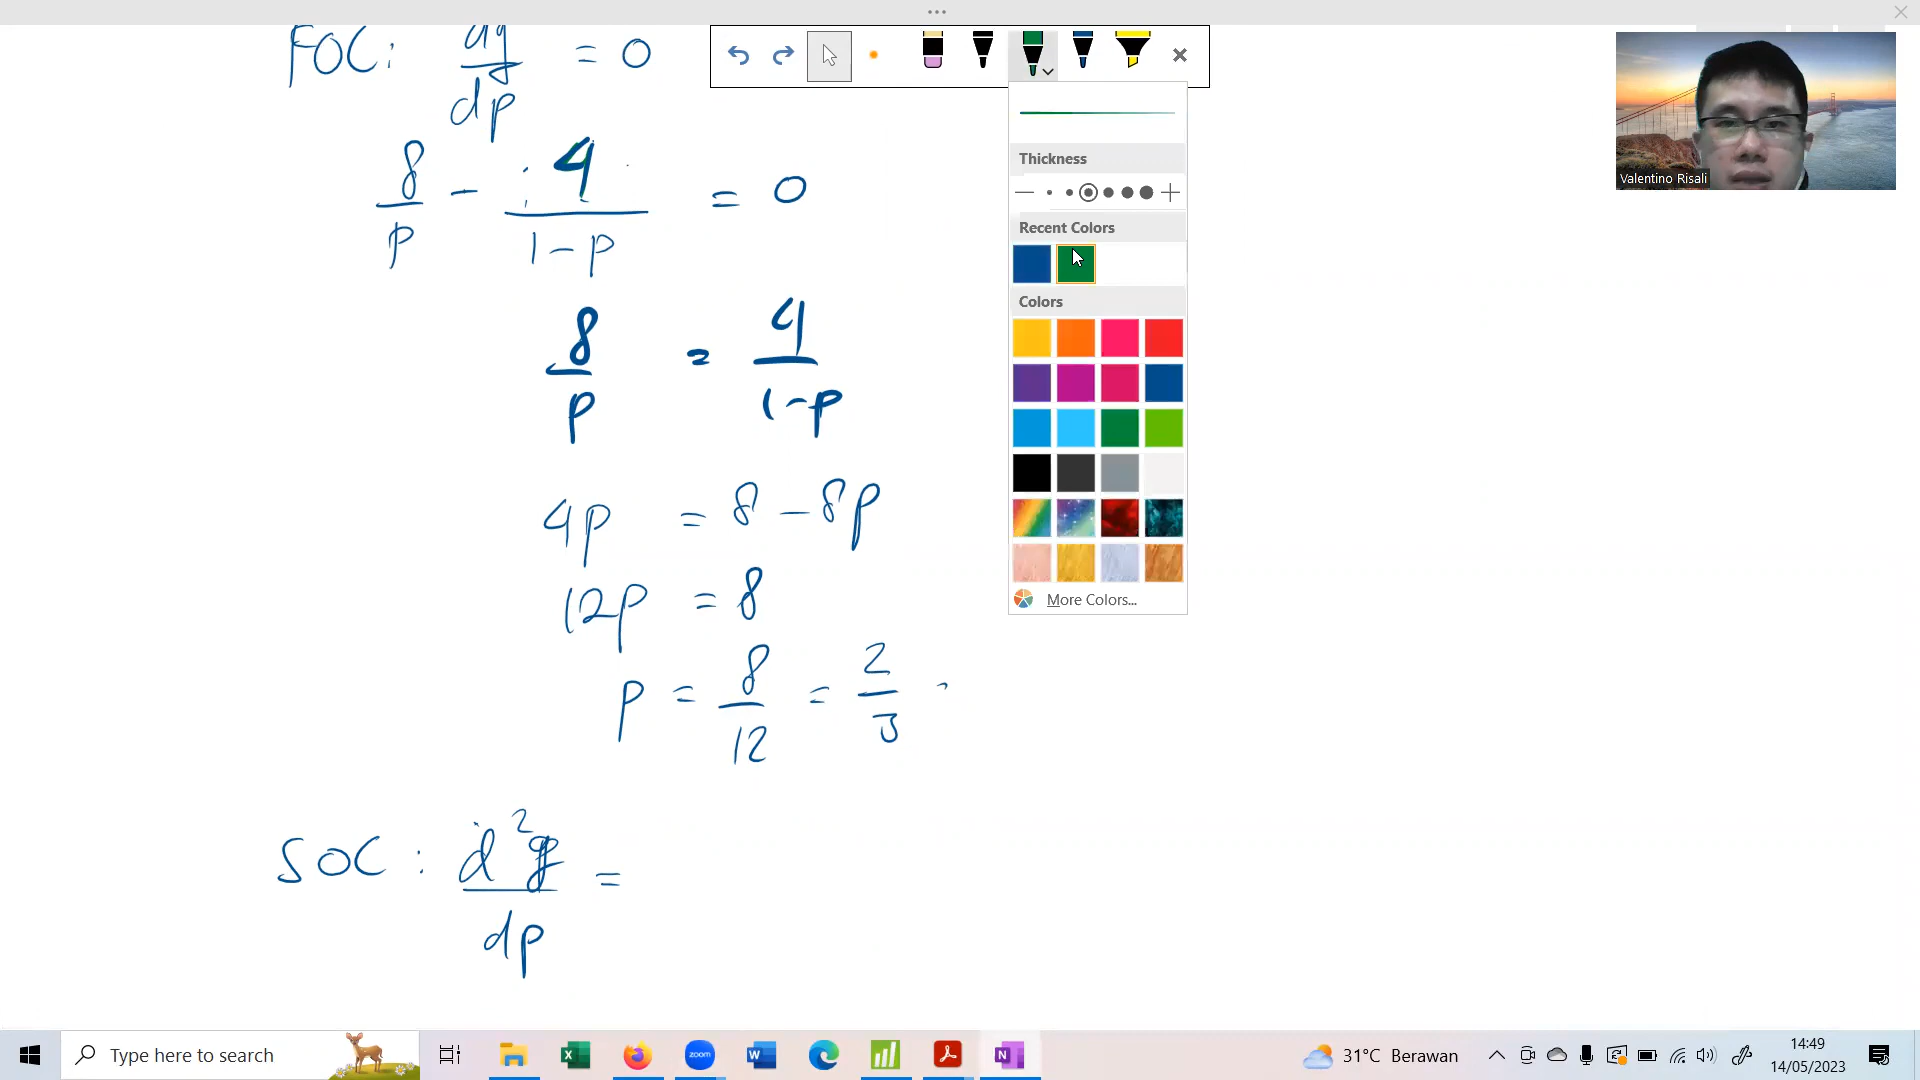 FOC: dg/dp = 0
8/p - 4/1-p = 0
8/p = 4/1-p
4p = 8 - 8p
12p = 8
p = 8/12 = 2/3
SOC: d²g/dp =
Thickness
Recent Colors
Colors
More Colors...
Valentino Risali
Type here to search
zoom
31°C Berawan
14:49
14/05/2023